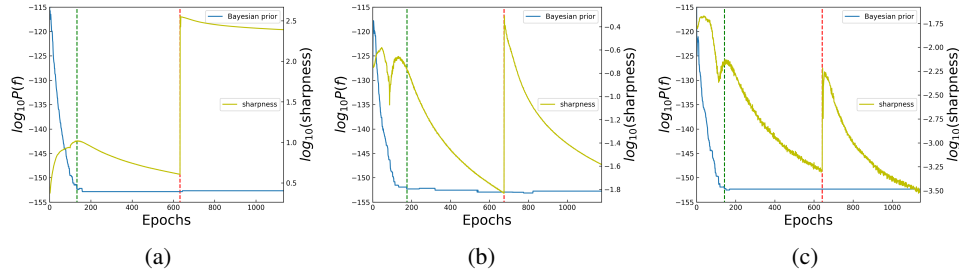 Bayesian prior
sharpness
log₁₀P(f)
−115
−120
−125
−130
−135
−140
−145
−150
−155
2.5
2.0
1.5
1.0
0.5
log₁₀(sharpness)
0 200 400 600 800 1000
Epochs
(a)
Bayesian prior
sharpness
log₁₀P(f)
−115
−120
−125
−130
−135
−140
−145
−150
−155
−0.4
−0.6
−0.8
−1.0
−1.2
−1.4
−1.6
−1.8
log₁₀(sharpness)
0 200 400 600 800 1000
Epochs
(b)
Bayesian prior
sharpness
log₁₀P(f)
−115
−120
−125
−130
−135
−140
−145
−150
−155
−1.75
−2.00
−2.25
−2.50
−2.75
−3.00
−3.25
−3.50
log₁₀(sharpness)
0 200 400 600 800 1000
Epochs
(c)